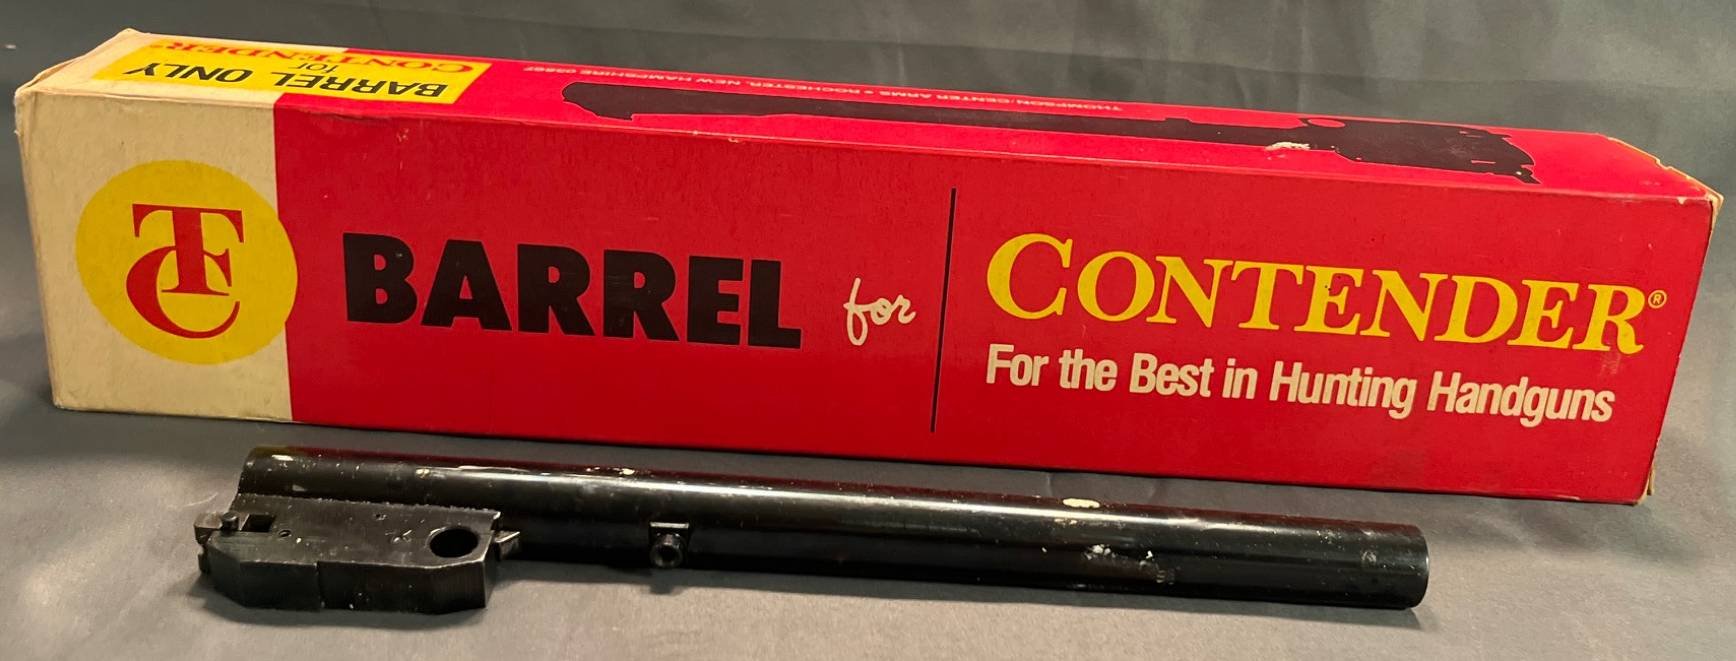 BARREL ONLY
for
CONTENDER®
THOMPSON/CENTER ARMS • ROCHESTER, NEW HAMPSHIRE 03867
TC
BARREL for
CONTENDER®
For the Best in Hunting Handguns